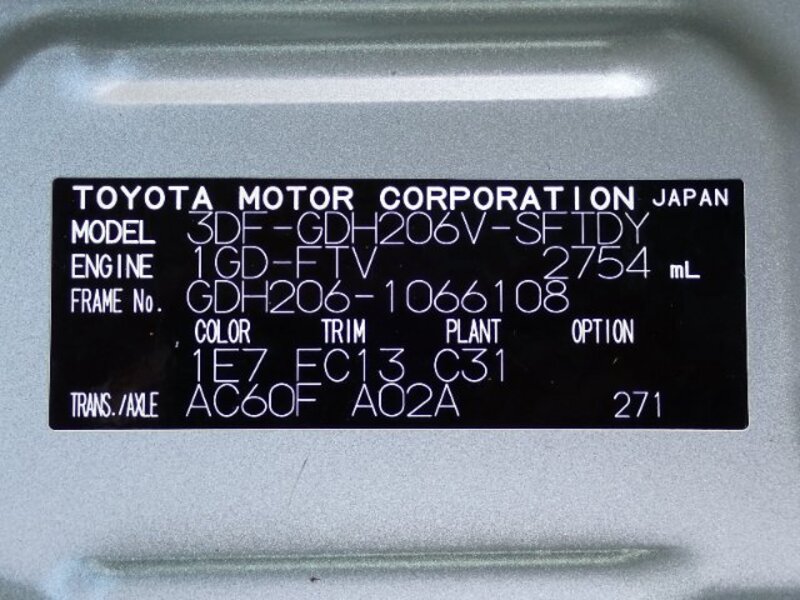 TOYOTA MOTOR CORPORATION JAPAN
MODEL 3DF-GDH206V-SFTDY
ENGINE 1GD-FTV 2754 mL
FRAME No. GDH206-1066108
COLOR TRIM PLANT OPTION
1E7 FC13 C31
TRANS./AXLE AC60F A02A 271